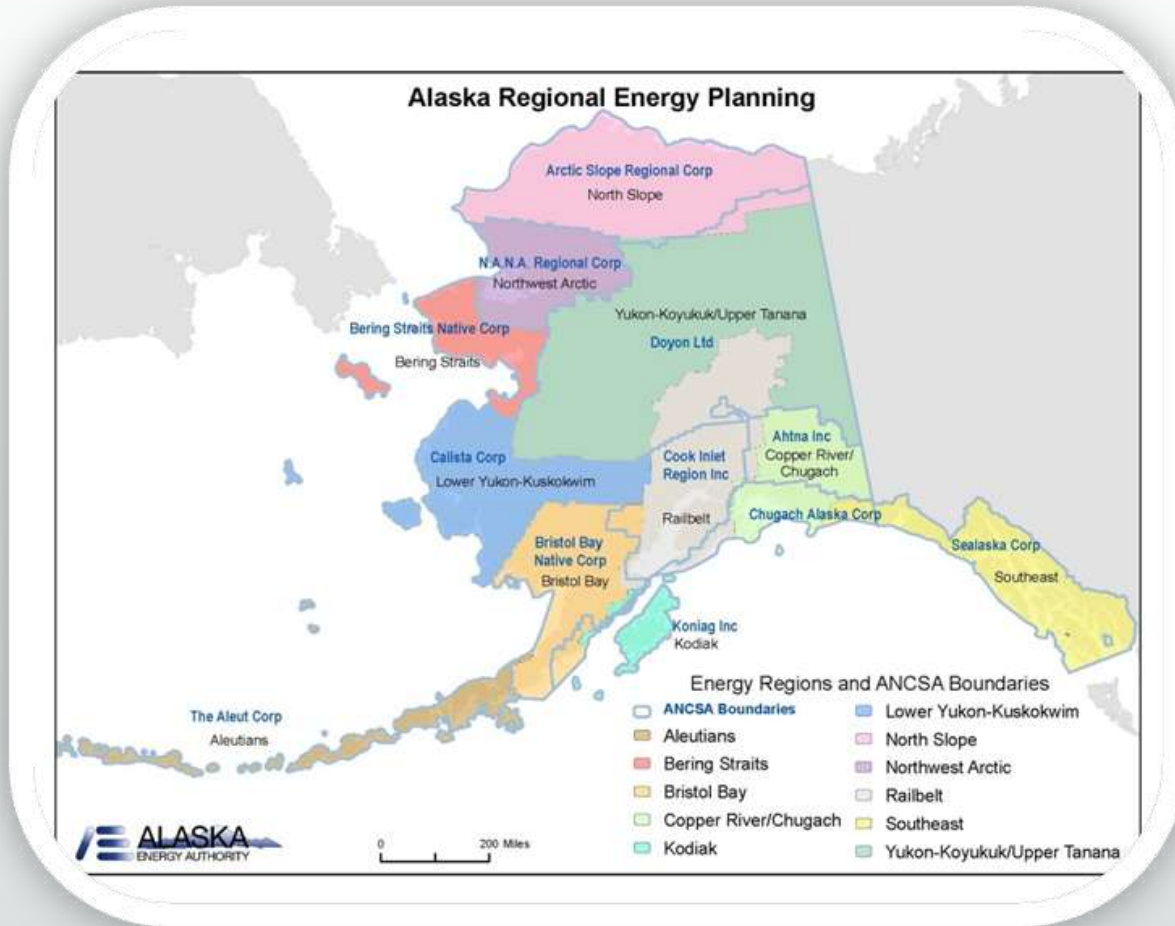 Alaska Regional Energy Planning
Arctic Slope Regional Corp
North Slope
N.A.N.A. Regional Corp
Northwest Arctic
Bering Straits Native Corp
Bering Straits
Yukon-Koyukuk/Upper Tanana
Doyon Ltd
Calista Corp
Lower Yukon-Kuskokwim
Cook Inlet
Region Inc
Railbelt
Ahtna Inc
Copper River/
Chugach
Chugach Alaska Corp
Bristol Bay
Native Corp
Bristol Bay
Sealaska Corp
Southeast
Koniag Inc
Kodiak
The Aleut Corp
Aleutians
Energy Regions and ANCSA Boundaries
ANCSA Boundaries
Aleutians
Bering Straits
Bristol Bay
Copper River/Chugach
Kodiak
Lower Yukon-Kuskokwim
North Slope
Northwest Arctic
Railbelt
Southeast
Yukon-Koyukuk/Upper Tanana
ALASKA
ENERGY AUTHORITY
0 200 Miles